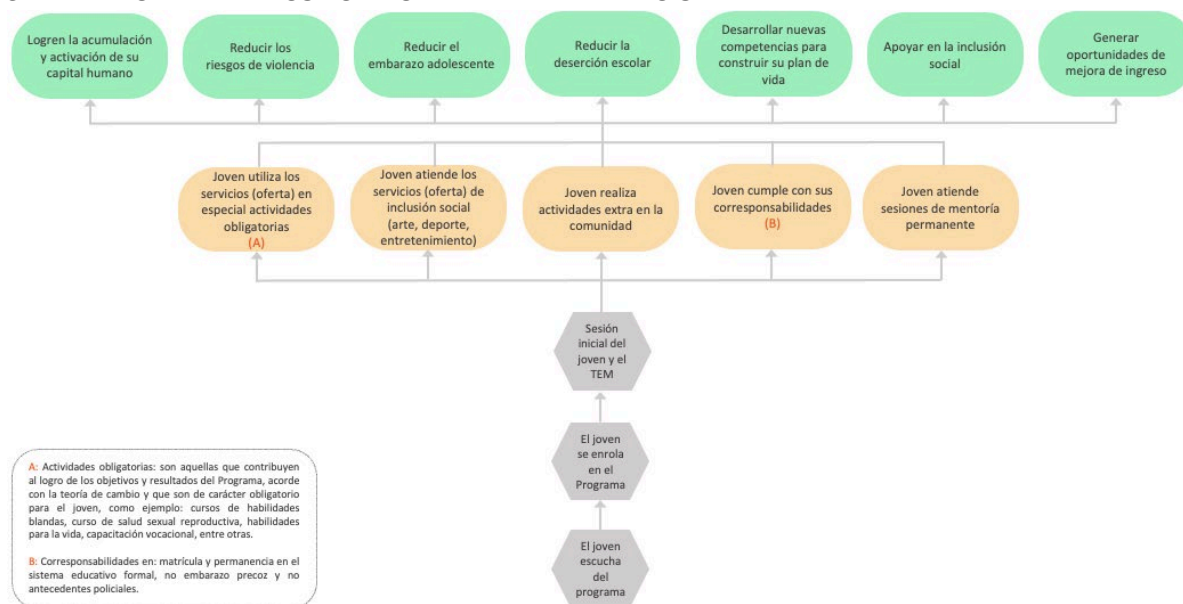 Logren la acumulación
y activación de su
capital humano
Reducir los
riesgos de violencia
Reducir el
embarazo adolescente
Reducir la
deserción escolar
Desarrollar nuevas
competencias para
construir su plan de
vida
Apoyar en la inclusión
social
Generar
oportunidades de
mejora de ingreso
Joven utiliza los
servicios (oferta) en
especial actividades
obligatorias
(A)
Joven atiende los
servicios (oferta) de
inclusión social
(arte, deporte,
entretenimiento)
Joven realiza
actividades extra en la
comunidad
Joven cumple con sus
corresponsabilidades
(B)
Joven atiende
sesiones de mentoría
permanente
Sesión
inicial del
joven y el
TEM
El joven
se enrola
en el
Programa
El joven
escucha
del
programa
A: Actividades obligatorias: son aquellas que contribuyen
al logro de los objetivos y resultados del Programa, acorde
con la teoría de cambio y que son de carácter obligatorio
para el joven, como ejemplo: cursos de habilidades
blandas, curso de salud sexual reproductiva, habilidades
para la vida, capacitación vocacional, entre otras.
B: Corresponsabilidades en: matrícula y permanencia en el
sistema educativo formal, no embarazo precoz y no
antecedentes policiales.